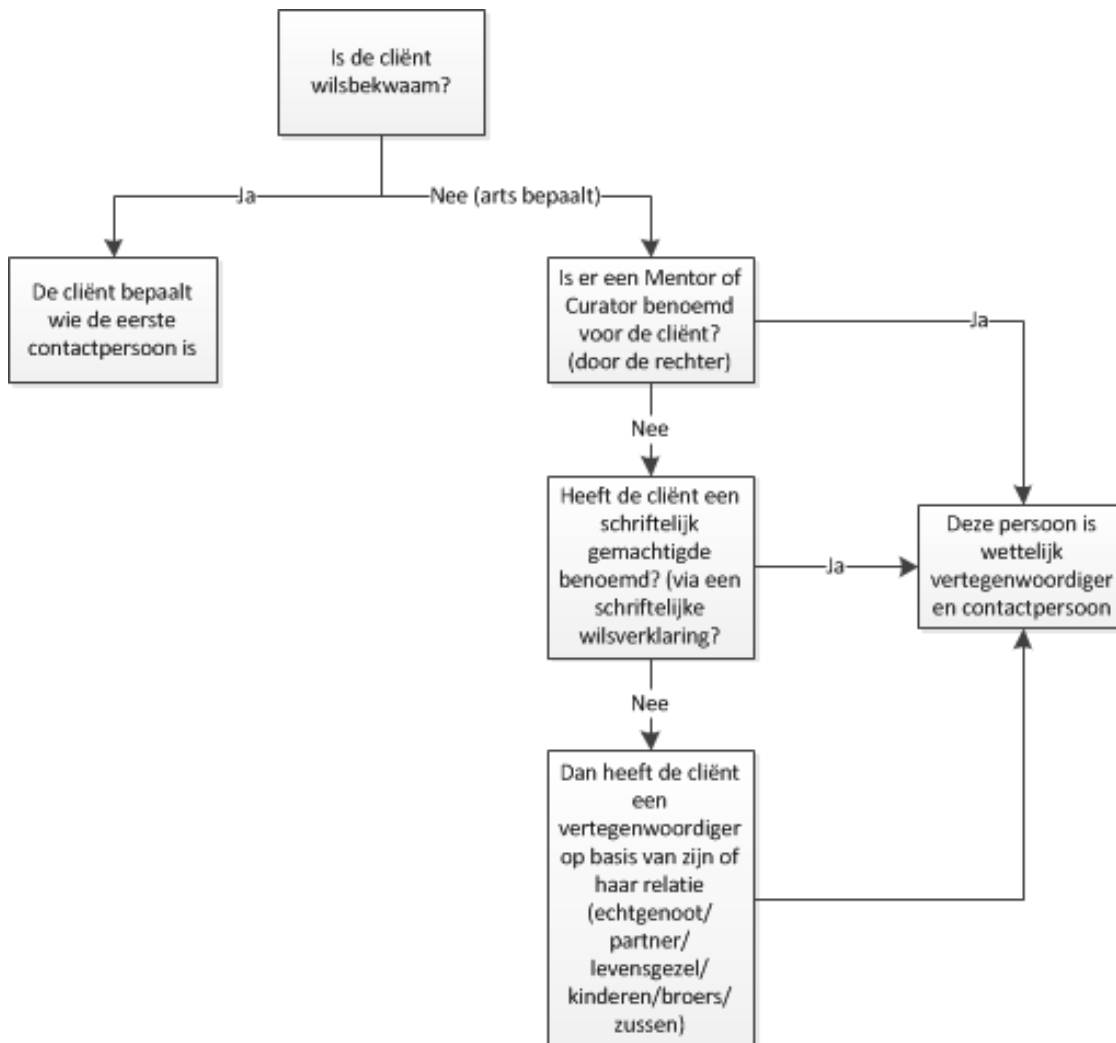 Is de cliënt
wilsbekwaam?
Ja
Nee (arts bepaalt)
De cliënt bepaalt
wie de eerste
contactpersoon is
Is er een Mentor of
Curator benoemd
voor de cliënt?
(door de rechter)
Ja
Nee
Heeft de cliënt een
schriftelijk
gemachtigde
benoemd? (via een
schriftelijke
wilsverklaring?
Ja
Deze persoon is
wettelijk
vertegenwoordiger
en contactpersoon
Nee
Dan heeft de cliënt
een
vertegenwoordiger
op basis van zijn of
haar relatie
(echtgenoot/
partner/
levensgezel/
kinderen/broers/
zussen)